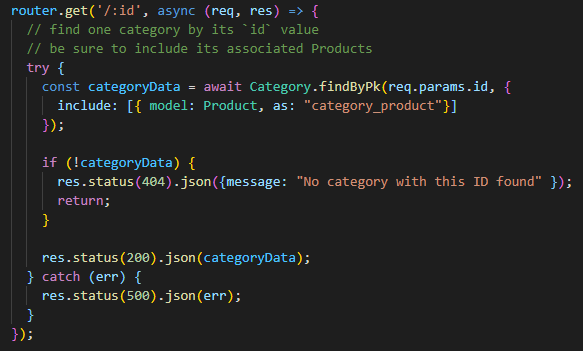 router.get('/:id', async (req, res) => {
  // find one category by its `id` value
  // be sure to include its associated Products
  try {
    const categoryData = await Category.findByPk(req.params.id, {
      include: [{ model: Product, as: "category_product"}]
    });

    if (!categoryData) {
      res.status(404).json({message: "No category with this ID found" });
      return;
    }

    res.status(200).json(categoryData);
  } catch (err) {
    res.status(500).json(err);
  }
});